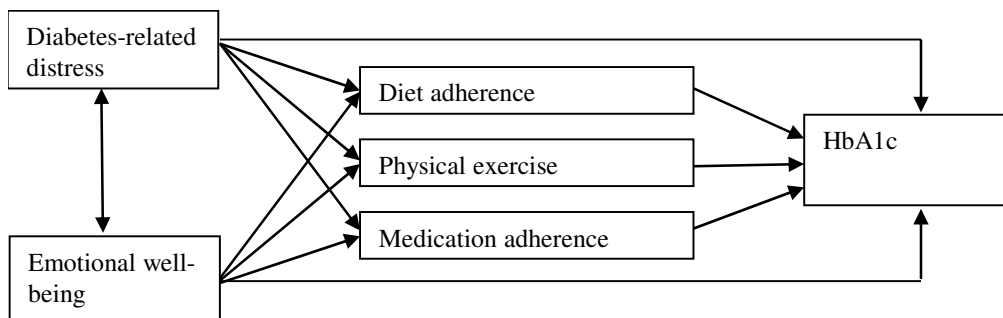 Diabetes-related
distress
Diet adherence
HbA1c
Physical exercise
Medication adherence
Emotional well-
being